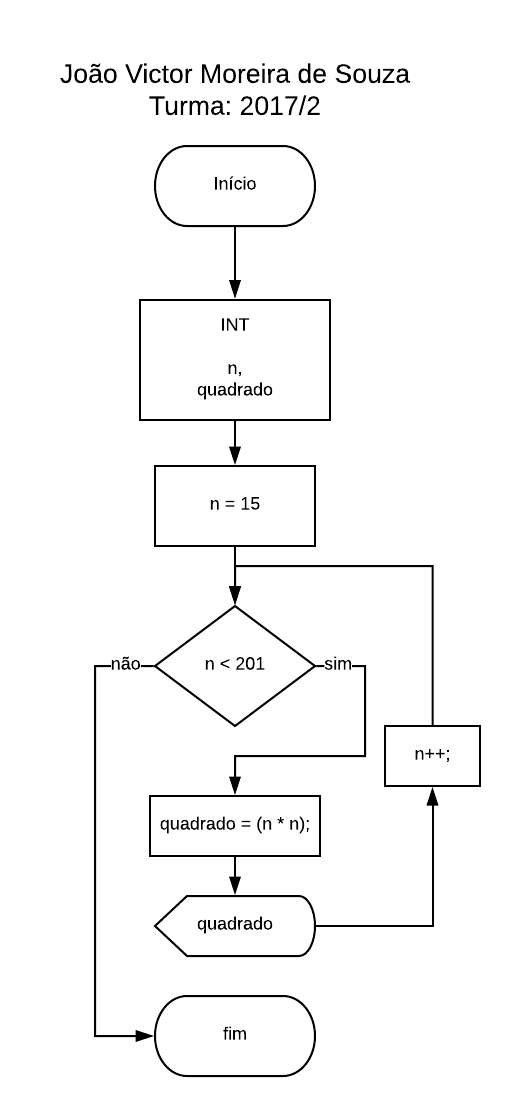 João Victor Moreira de Souza
Turma: 2017/2
Início
INT
n,
quadrado
n = 15
não
n < 201
sim
n++;
quadrado = (n * n);
quadrado
fim